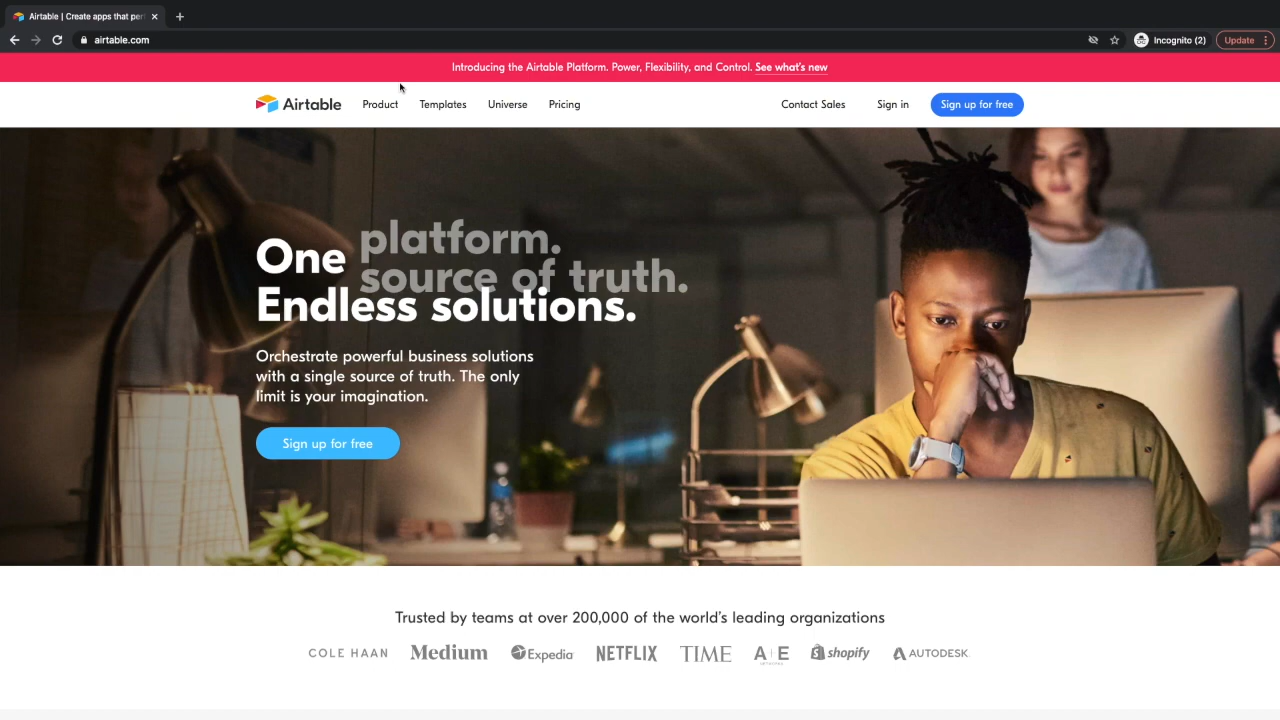 Airtable | Create apps that per
airtable.com
Incognito (2)
Update
Introducing the Airtable Platform. Power, Flexibility, and Control. See what's new
Airtable
Product
Templates
Universe
Pricing
Contact Sales
Sign in
Sign up for free
One platform.
source of truth.
Endless solutions.
Orchestrate powerful business solutions
with a single source of truth. The only
limit is your imagination.
Sign up for free
Trusted by teams at over 200,000 of the world's leading organizations
COLE HAAN
Medium
Expedia
NETFLIX
TIME
A+E
shopify
AUTODESK